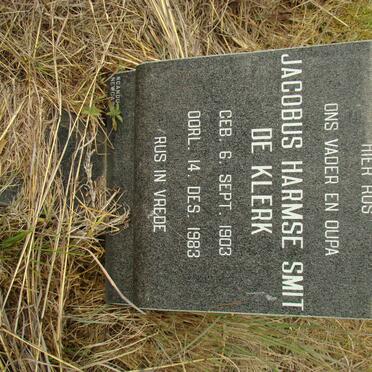 HIER RUS
ONS VADER EN OUPA
JACOBUS HARMSE SMIT
DE KLERK
GEB. 6. SEPT. 1903
OORL. 14. DES. 1983
RUS IN VREDE